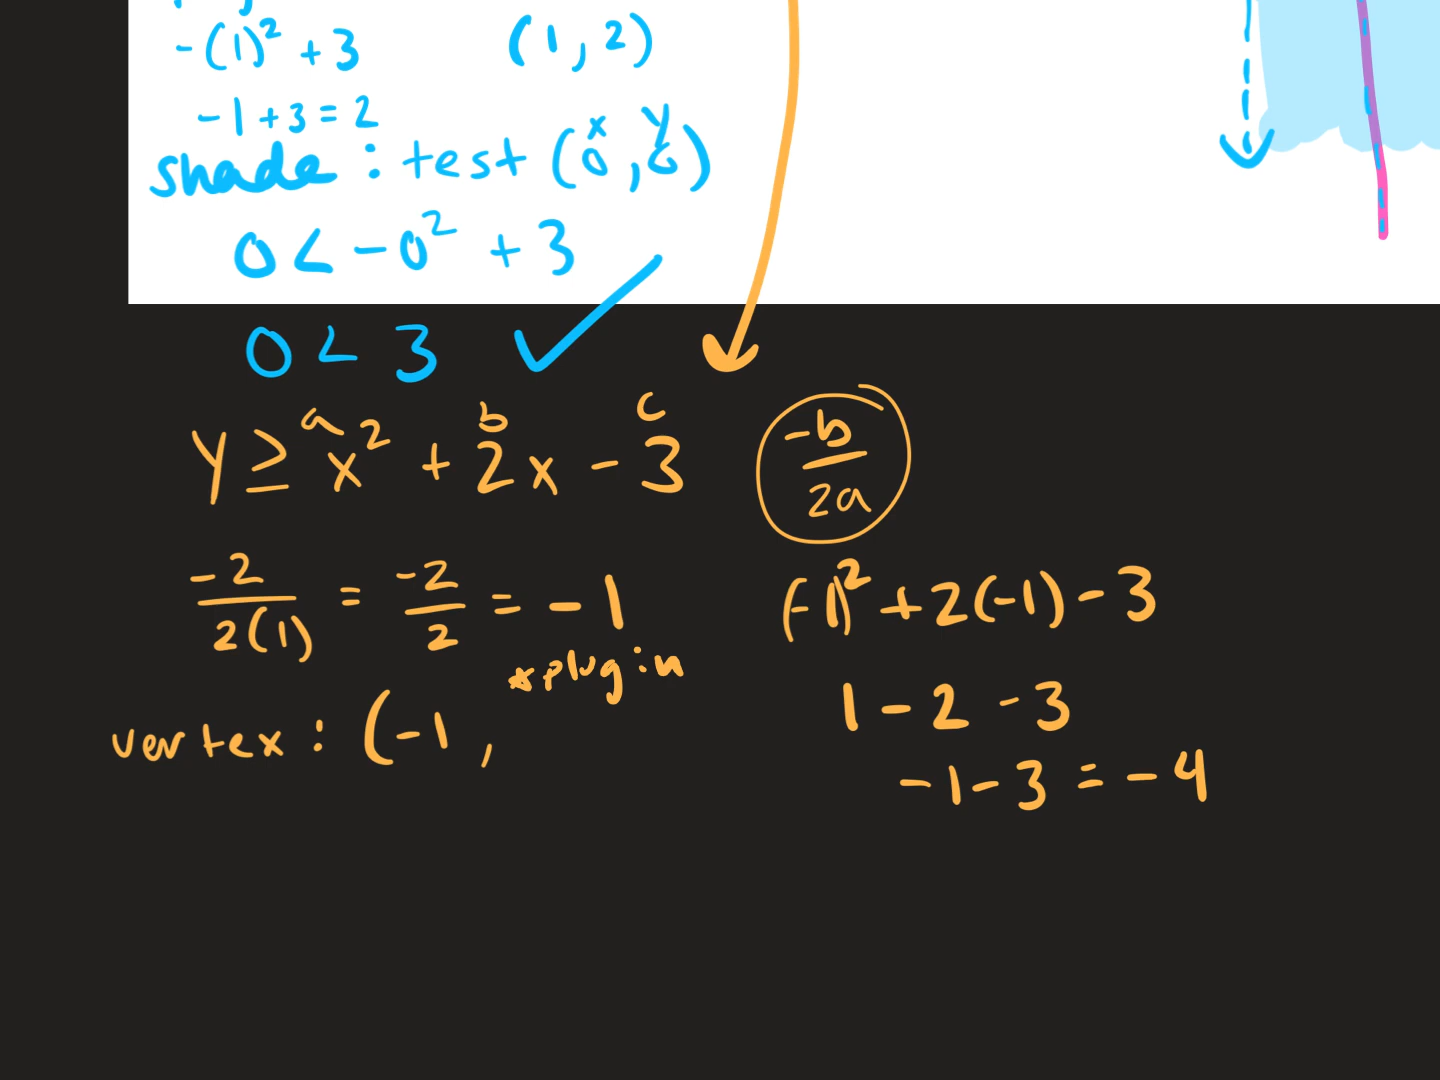 -(1)² + 3 (1, 2)
-1 + 3 = 2
x y
shade : test (0, 0)
0 < -0² + 3
0 < 3 ✓
a b c
y ≥ x² + 2x - 3 -b/2a
-2/2(1) = -2/2 = -1 (-1)² + 2(-1) - 3
*plug in
1 - 2 - 3
vertex : (-1,
-1 - 3 = -4